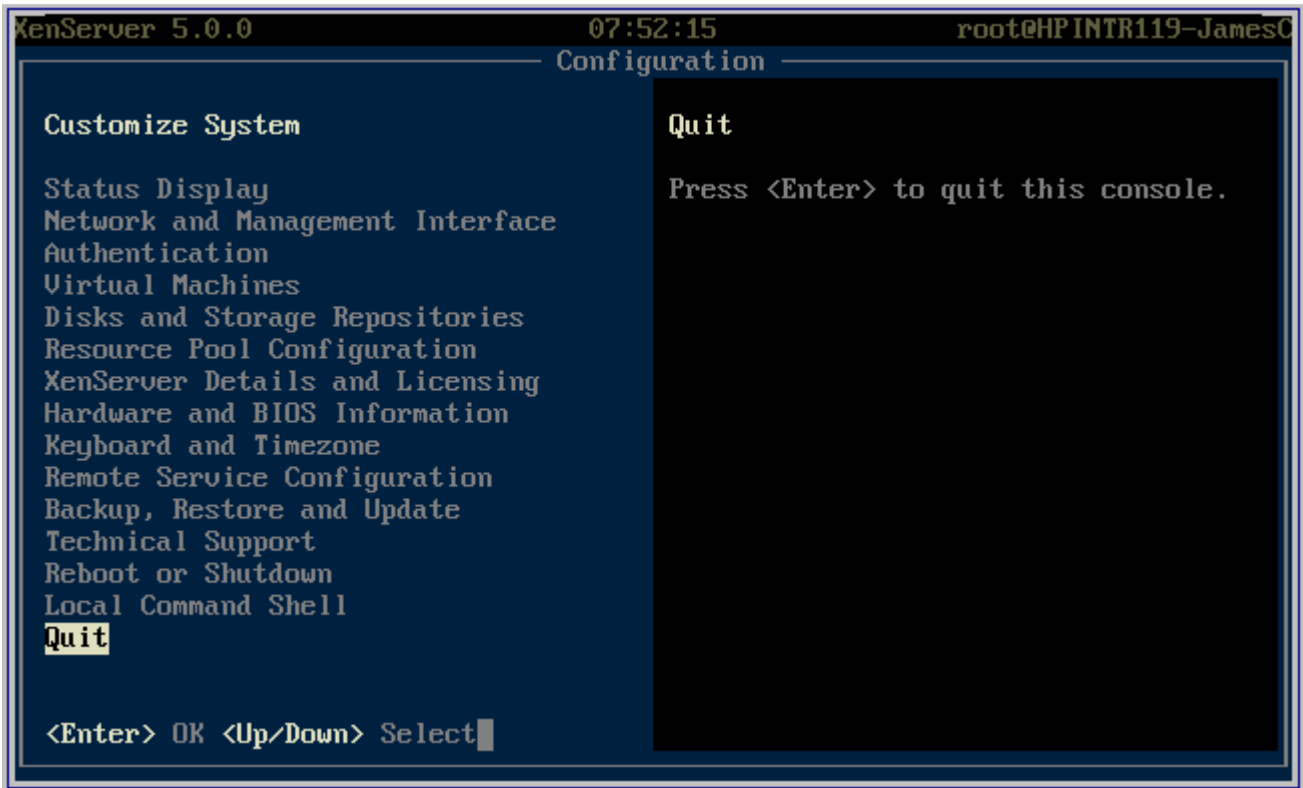 XenServer 5.0.0 07:52:15 root@HPINTR119-JamesC
Configuration
Customize System
Quit
Status Display
Press <Enter> to quit this console.
Network and Management Interface
Authentication
Virtual Machines
Disks and Storage Repositories
Resource Pool Configuration
XenServer Details and Licensing
Hardware and BIOS Information
Keyboard and Timezone
Remote Service Configuration
Backup, Restore and Update
Technical Support
Reboot or Shutdown
Local Command Shell
Quit
<Enter> OK <Up/Down> Select